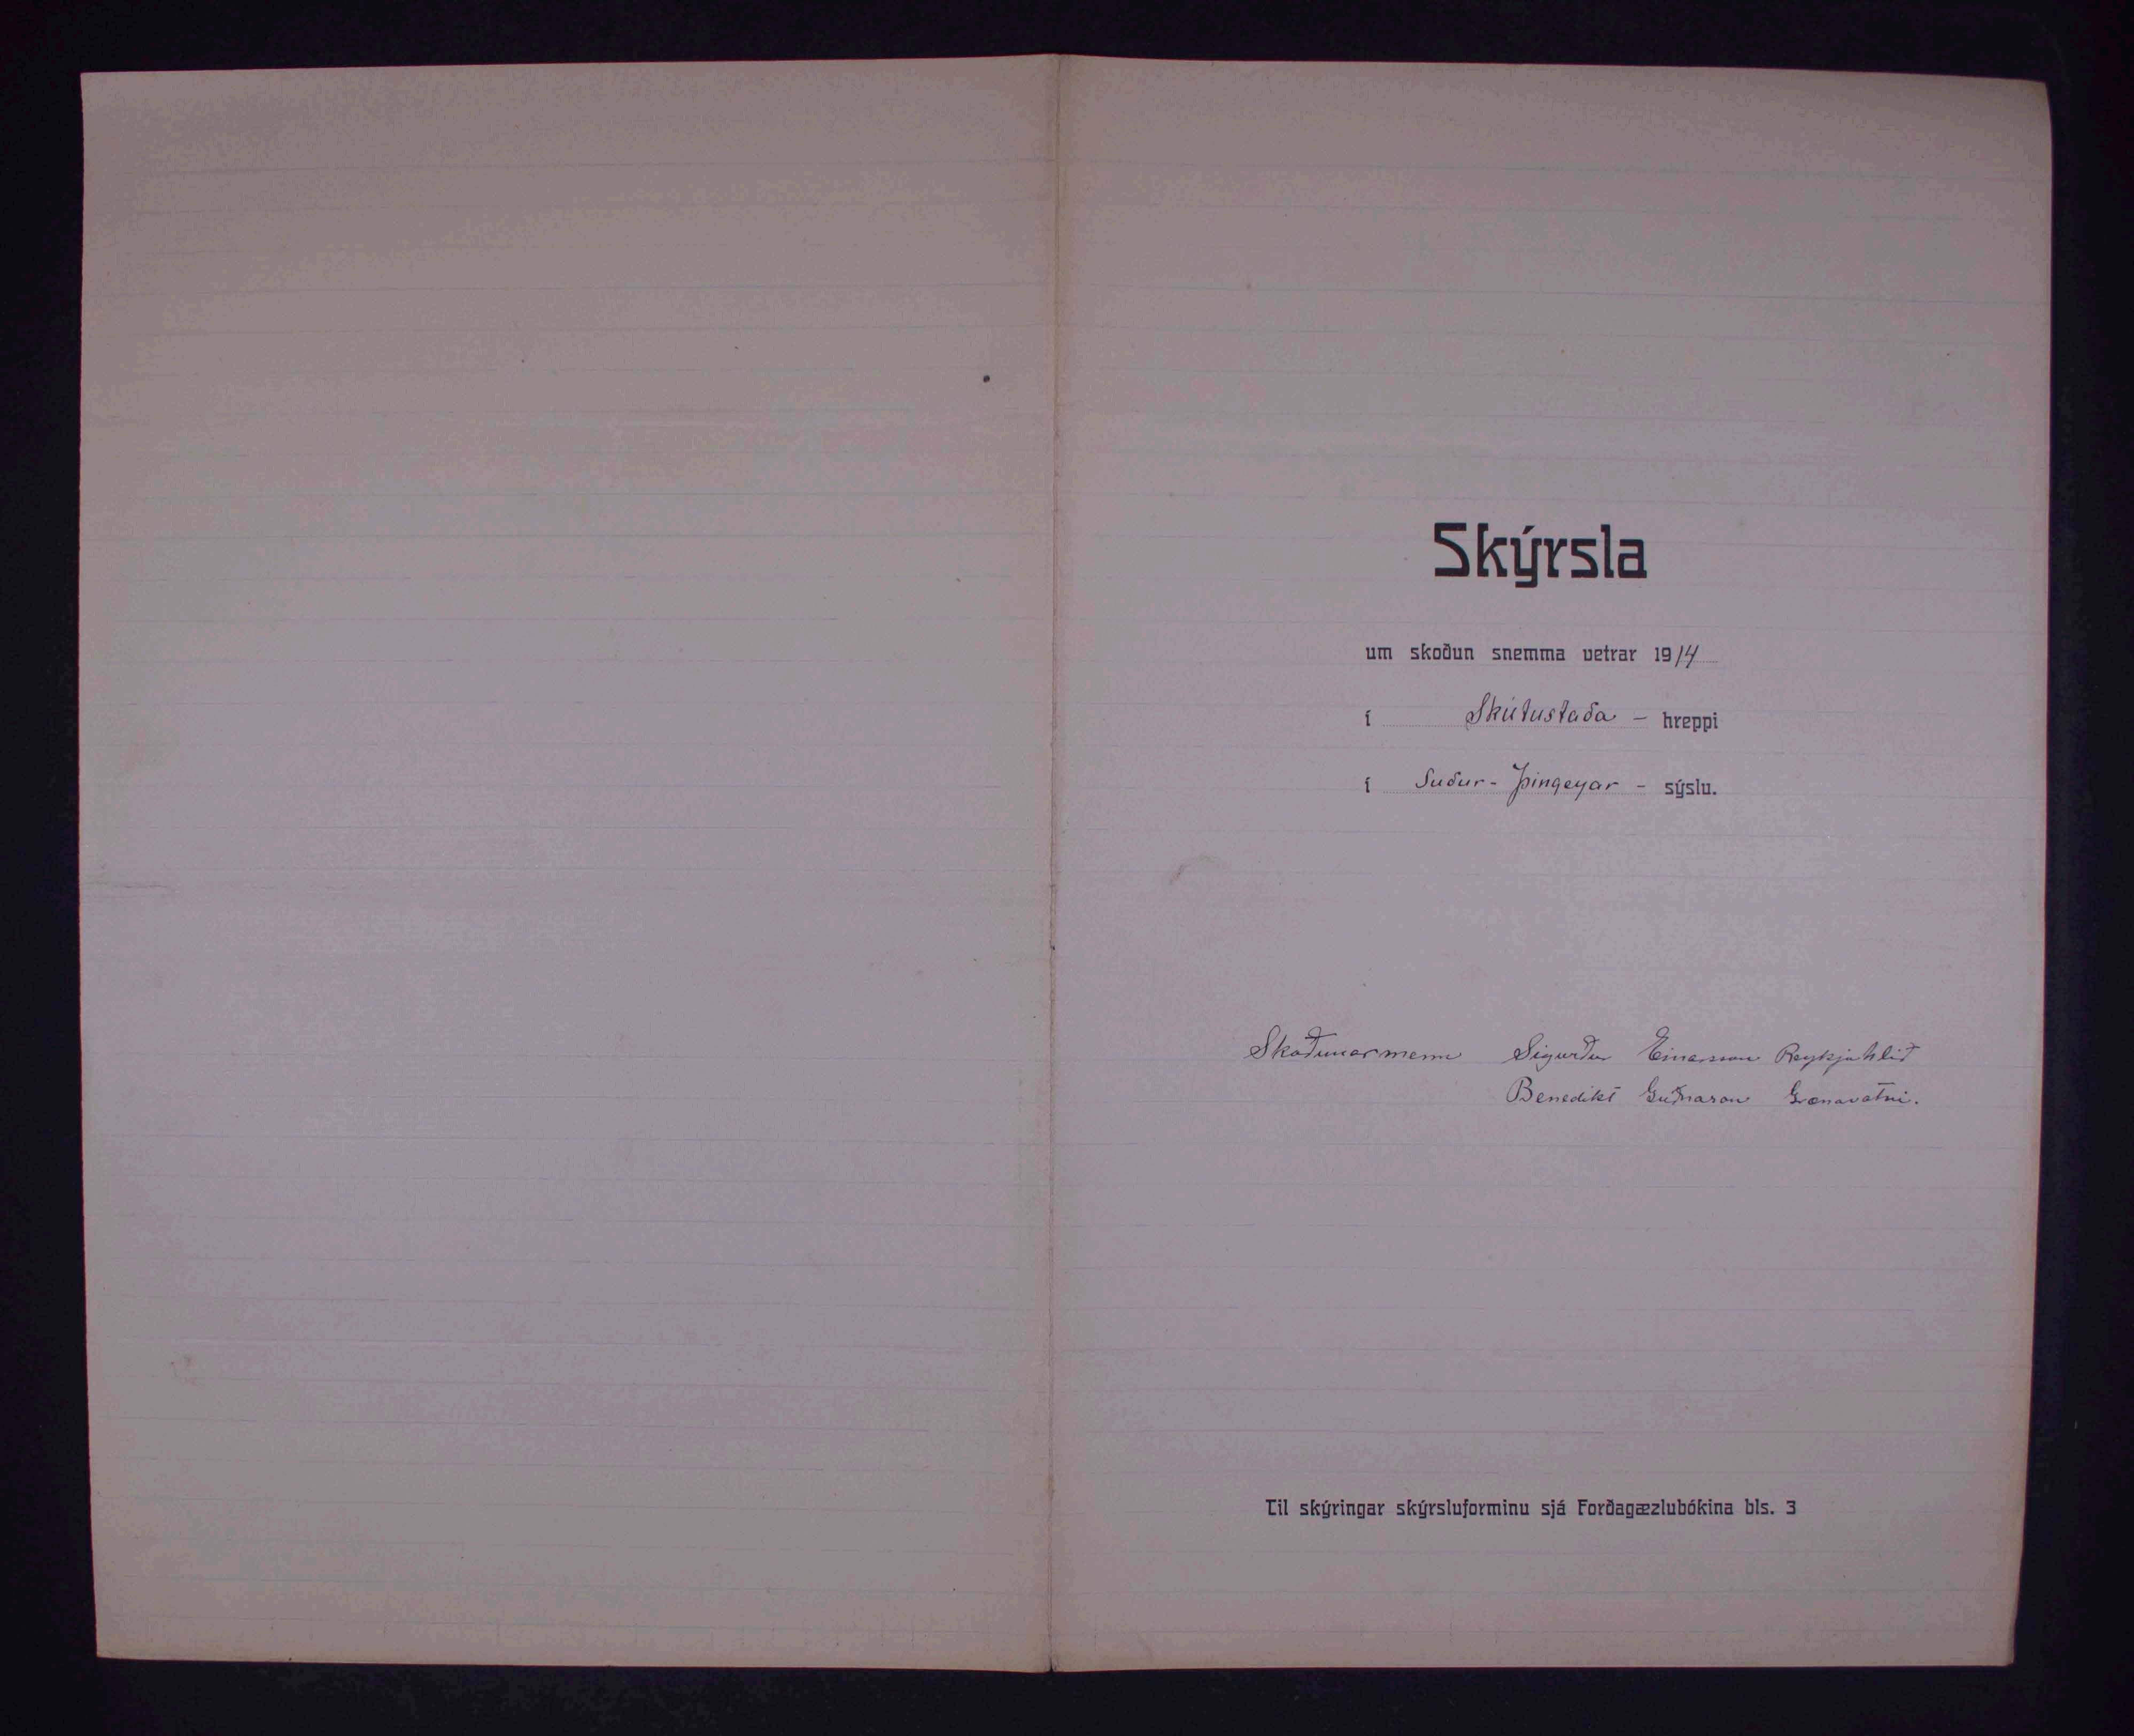 Skýrsla
um skoðun snemma vetrar 1914
í Skútustaða - hreppi
í Suður-Þingeyar - sýslu.
Skoðunarmenn Sigurður Einarsson Reykjahlíð
Benedikt Guðnason Grænavatni.
Til skýringar skýrsluforminu sjá Forðagæzlubókina bls. 3